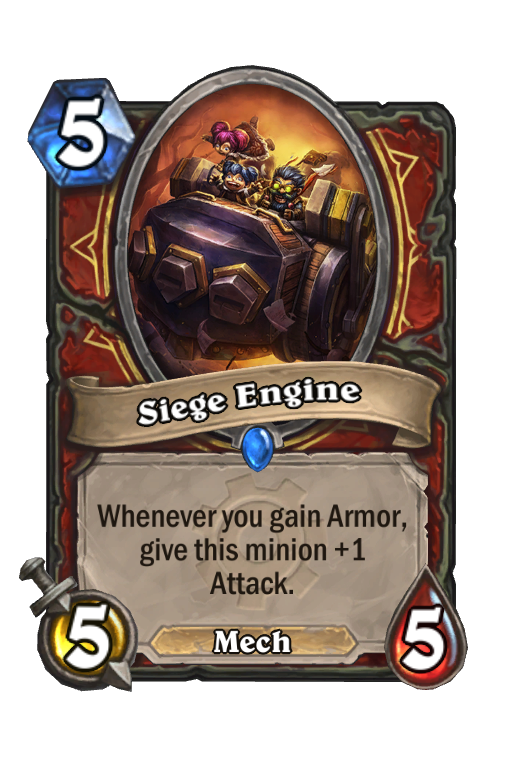 5
Siege Engine
Whenever you gain Armor,
give this minion +1
Attack.
5
Mech
5